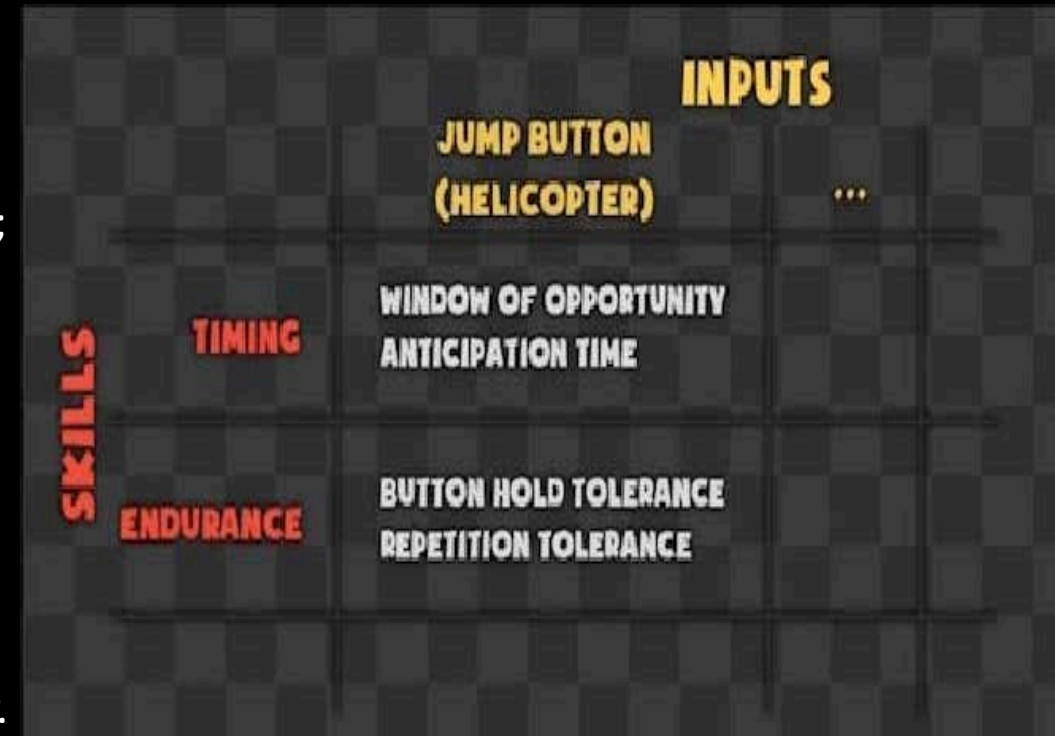 INPUTS
JUMP BUTTON
(HELICOPTER)
...
SKILLS
TIMING
WINDOW OF OPPORTUNITY
ANTICIPATION TIME
ENDURANCE
BUTTON HOLD TOLERANCE
REPETITION TOLERANCE